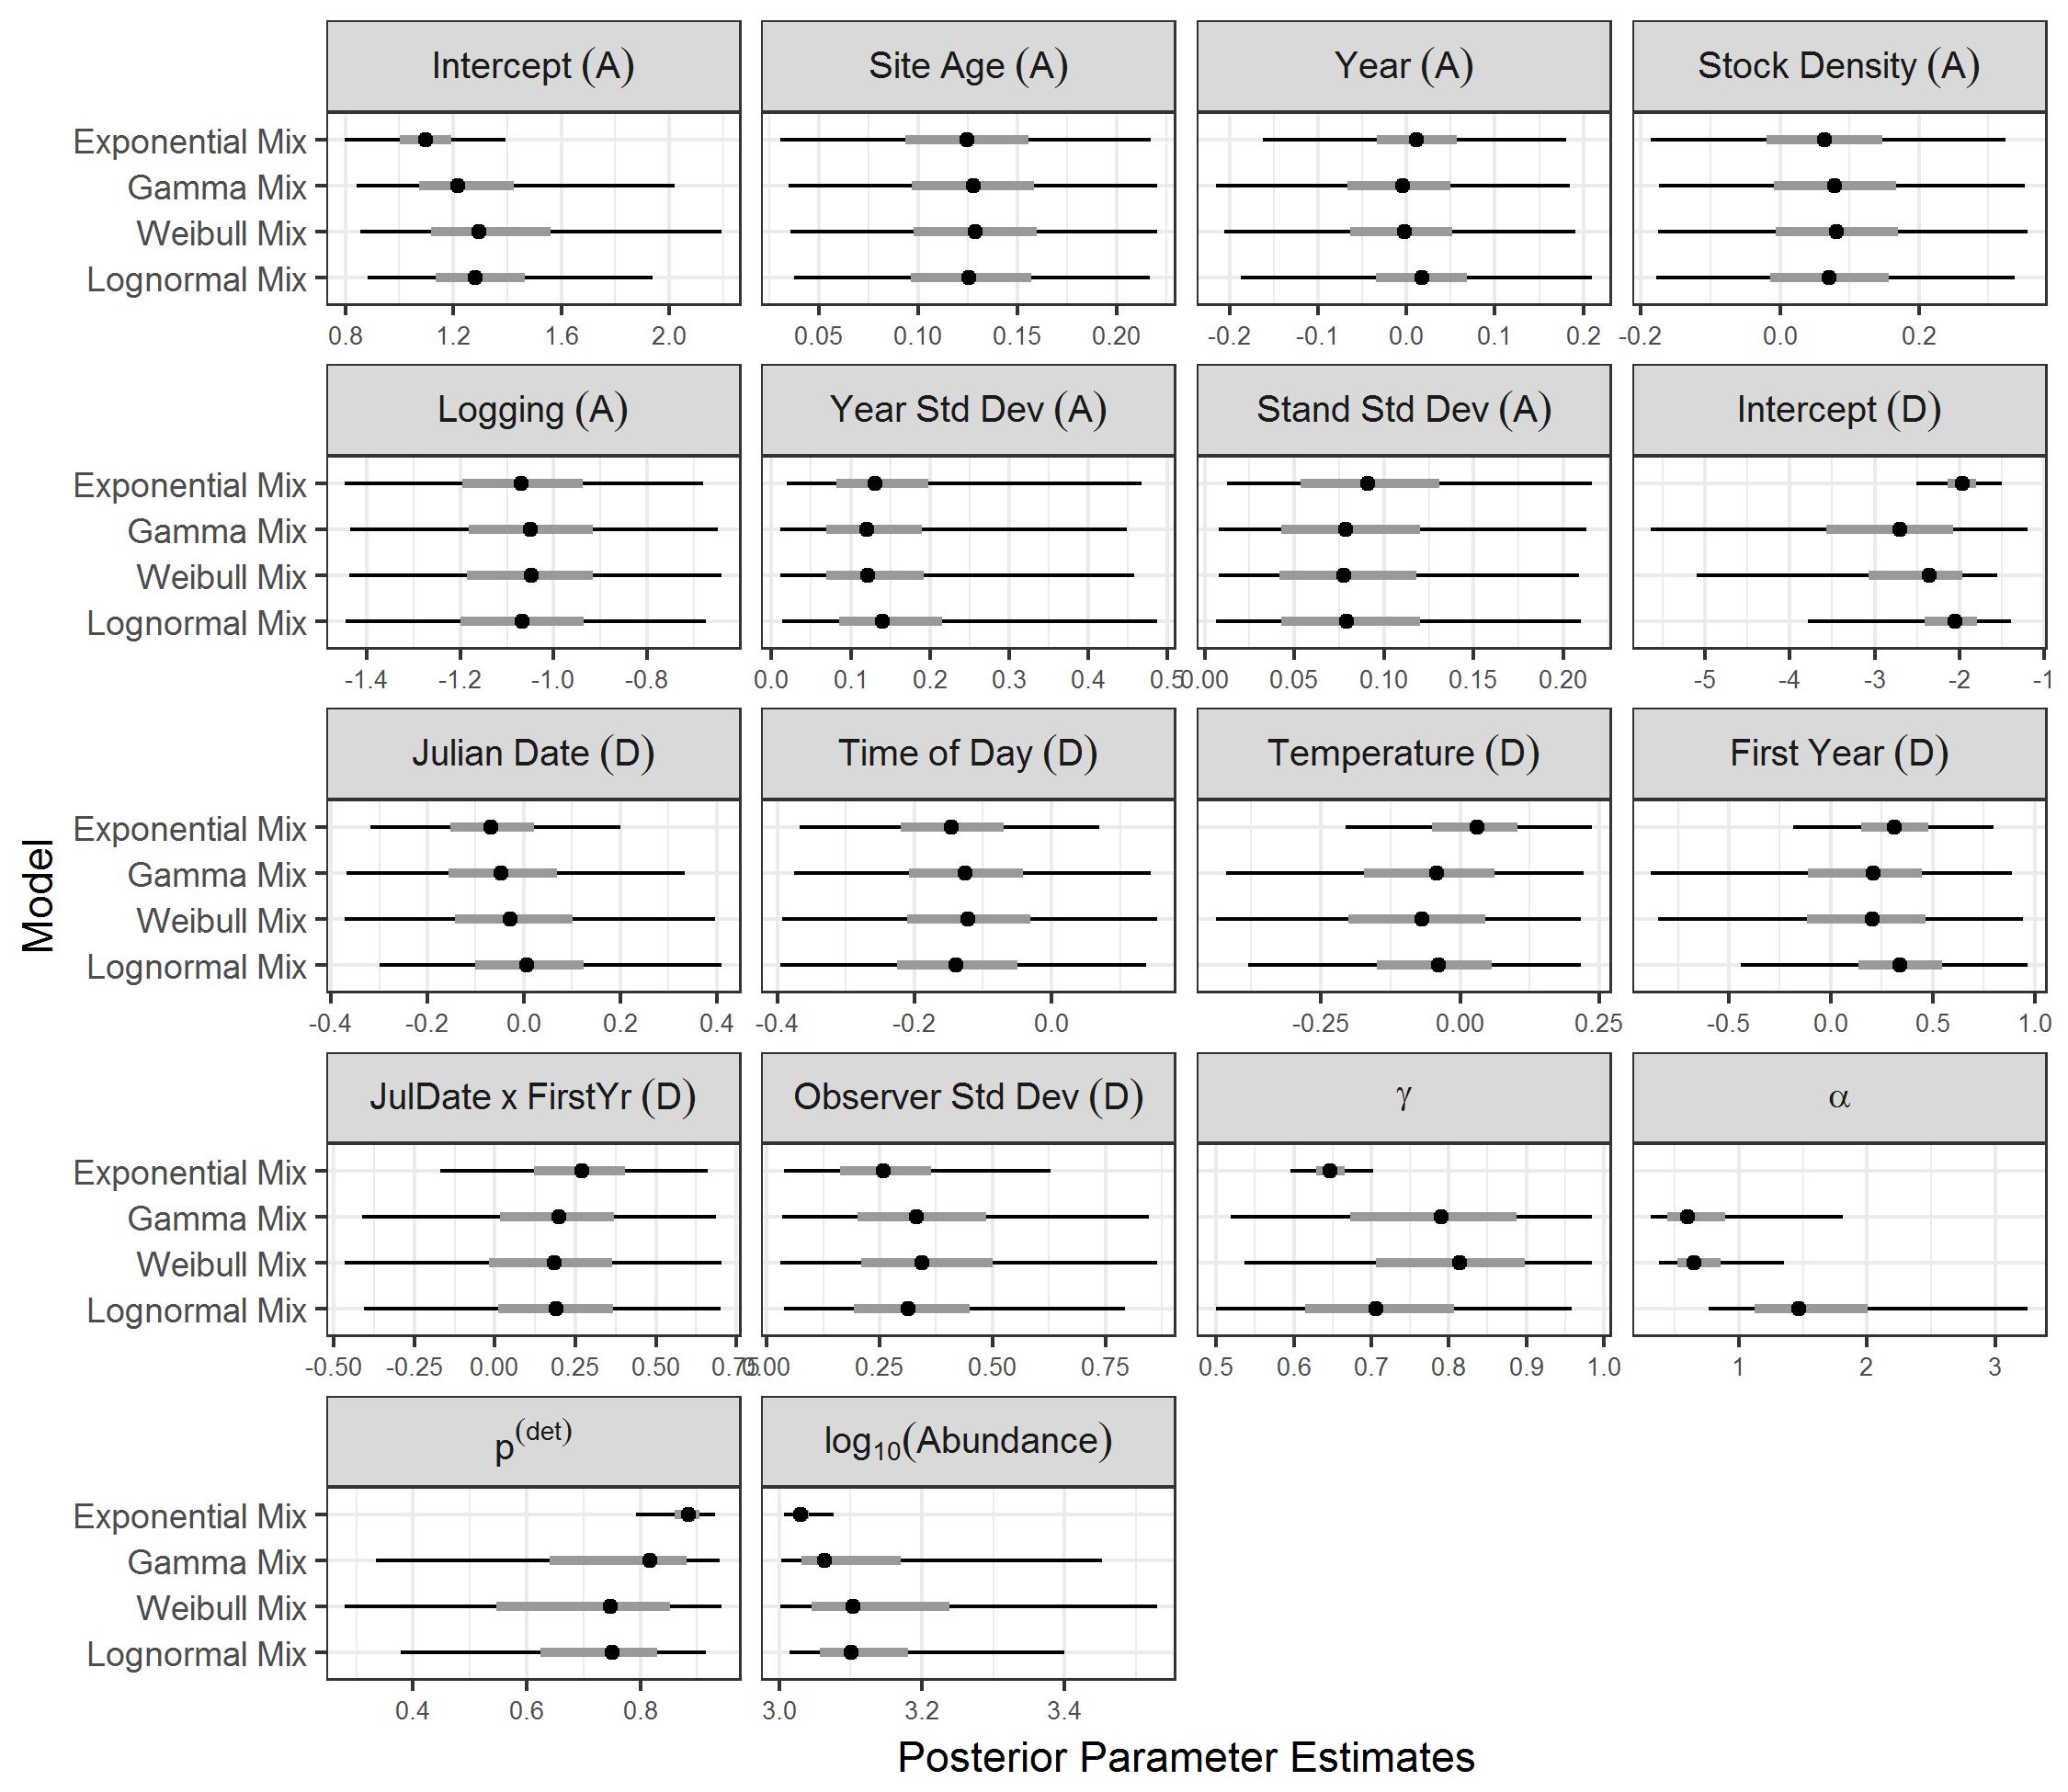 Intercept (A) Site Age (A) Year (A) Stock Density (A)
Exponential Mix
Gamma Mix
Weibull Mix
Lognormal Mix
0.8 1.2 1.6 2.0 0.05 0.10 0.15 0.20 -0.2 -0.1 0.0 0.1 0.2 -0.2 0.0 0.2
Logging (A) Year Std Dev (A) Stand Std Dev (A) Intercept (D)
Exponential Mix
Gamma Mix
Weibull Mix
Lognormal Mix
-1.4 -1.2 -1.0 -0.8 0.0 0.1 0.2 0.3 0.4 0.5 0.00 0.05 0.10 0.15 0.20 -5 -4 -3 -2 -1
Julian Date (D) Time of Day (D) Temperature (D) First Year (D)
Exponential Mix
Gamma Mix
Weibull Mix
Lognormal Mix
-0.4 -0.2 0.0 0.2 0.4 -0.4 -0.2 0.0 -0.25 0.00 0.25 -0.5 0.0 0.5 1.0
Model
JulDate x FirstYr (D) Observer Std Dev (D) γ α
Exponential Mix
Gamma Mix
Weibull Mix
Lognormal Mix
-0.50 -0.25 0.00 0.25 0.50 0.75 0.00 0.25 0.50 0.75 0.5 0.6 0.7 0.8 0.9 1.0 1 2 3
p(det) log10(Abundance)
Exponential Mix
Gamma Mix
Weibull Mix
Lognormal Mix
0.4 0.6 0.8 3.0 3.2 3.4
Posterior Parameter Estimates